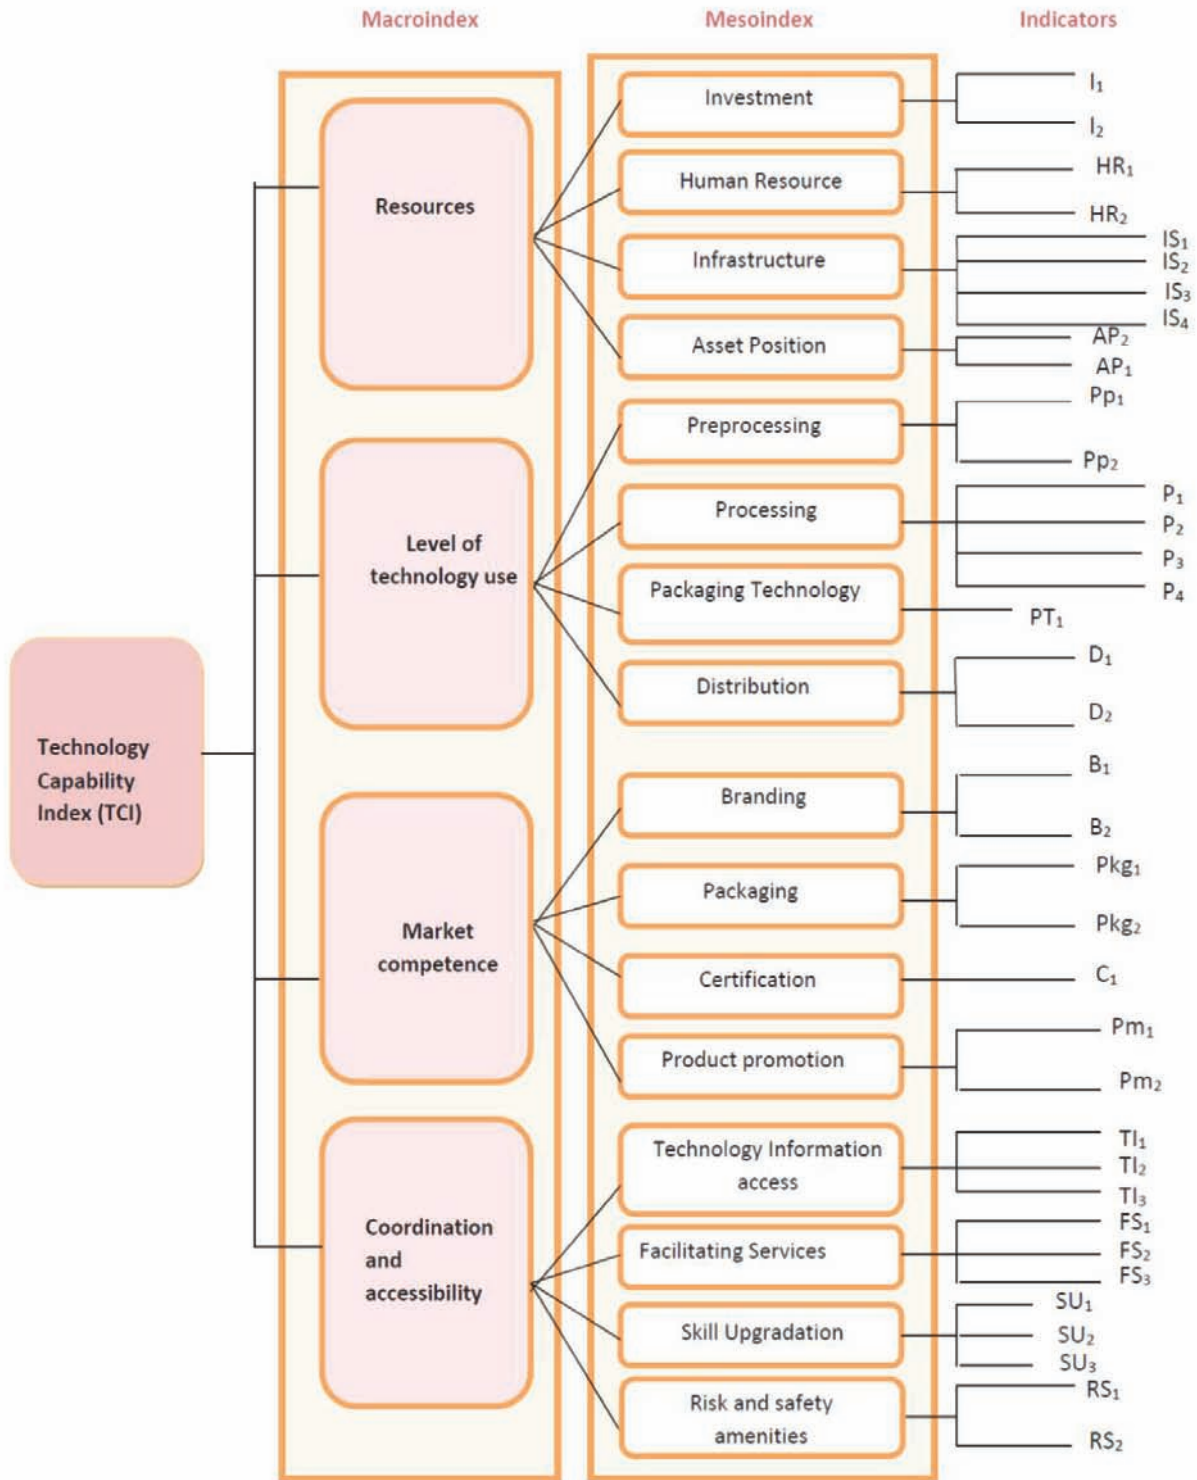 Macroindex
Mesoindex
Indicators
Technology
Capability
Index (TCI)
Resources
Investment
I₁
I₂
Human Resource
HR₁
HR₂
Infrastructure
IS₁
IS₂
IS₃
IS₄
Asset Position
AP₂
AP₁
Level of
technology use
Preprocessing
Pp₁
Pp₂
Processing
P₁
P₂
P₃
P₄
Packaging Technology
PT₁
Distribution
D₁
D₂
Market
competence
Branding
B₁
B₂
Packaging
Pkg₁
Pkg₂
Certification
C₁
Product promotion
Pm₁
Pm₂
Coordination
and
accessibility
Technology Information
access
TI₁
TI₂
TI₃
Facilitating Services
FS₁
FS₂
FS₃
Skill Upgradation
SU₁
SU₂
SU₃
Risk and safety
amenities
RS₁
RS₂